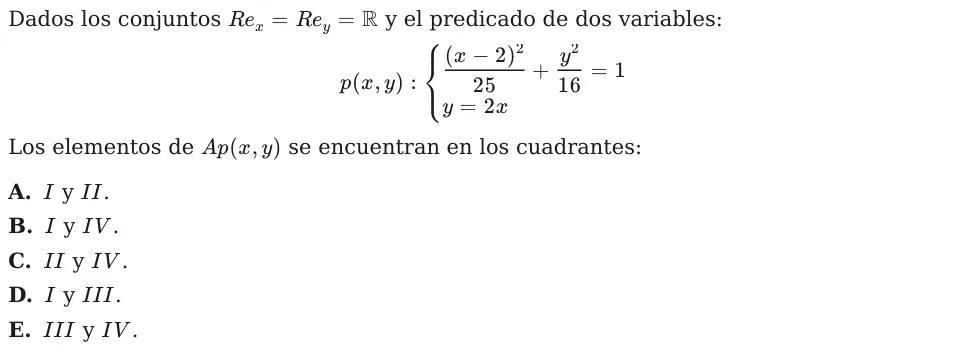 Dados los conjuntos Re_x = Re_y = ℝ y el predicado de dos variables:
p(x, y) : { (x − 2)²/25 + y²/16 = 1
y = 2x
Los elementos de Ap(x, y) se encuentran en los cuadrantes:
A. I y II.
B. I y IV.
C. II y IV.
D. I y III.
E. III y IV.